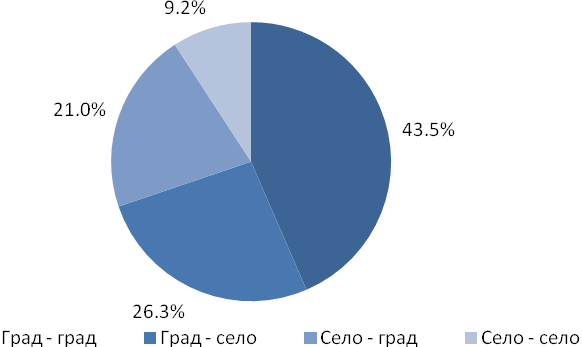 9.2%
43.5%
21.0%
26.3%
Град - град Град - село Село - град Село - село